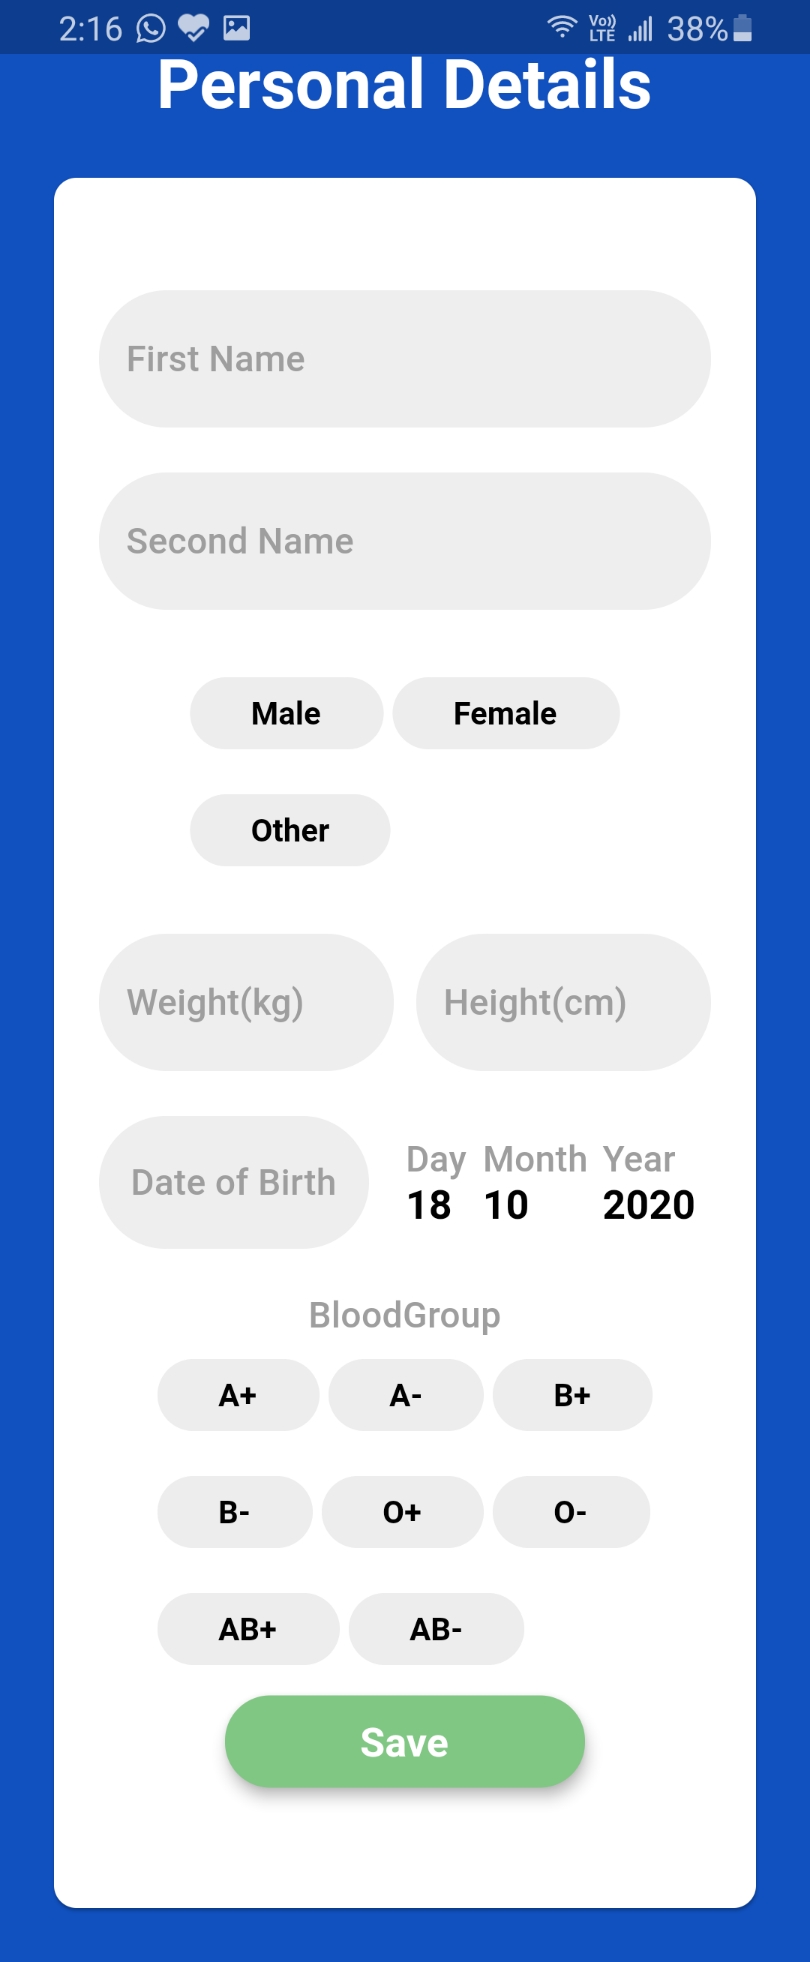 2:16 Vo)) LTE 38%
Personal Details
First Name
Second Name
Male Female
Other
Weight(kg) Height(cm)
Date of Birth Day Month Year
18 10 2020
BloodGroup
A+ A- B+
B- O+ O-
AB+ AB-
Save